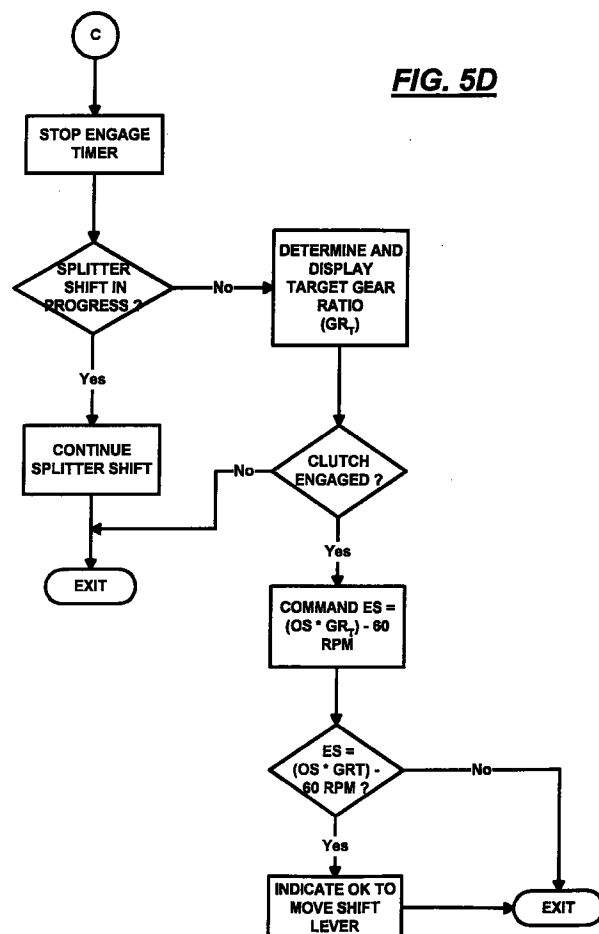 C
FIG. 5D
STOP ENGAGE
TIMER
SPLITTER
SHIFT IN
PROGRESS ?
No
DETERMINE AND
DISPLAY
TARGET GEAR
RATIO
(GR_T)
Yes
CONTINUE
SPLITTER SHIFT
No
CLUTCH
ENGAGED ?
EXIT
Yes
COMMAND ES =
(OS * GR_T) - 60
RPM
ES =
(OS * GRT) -
60 RPM ?
No
Yes
INDICATE OK TO
MOVE SHIFT
LEVER
EXIT